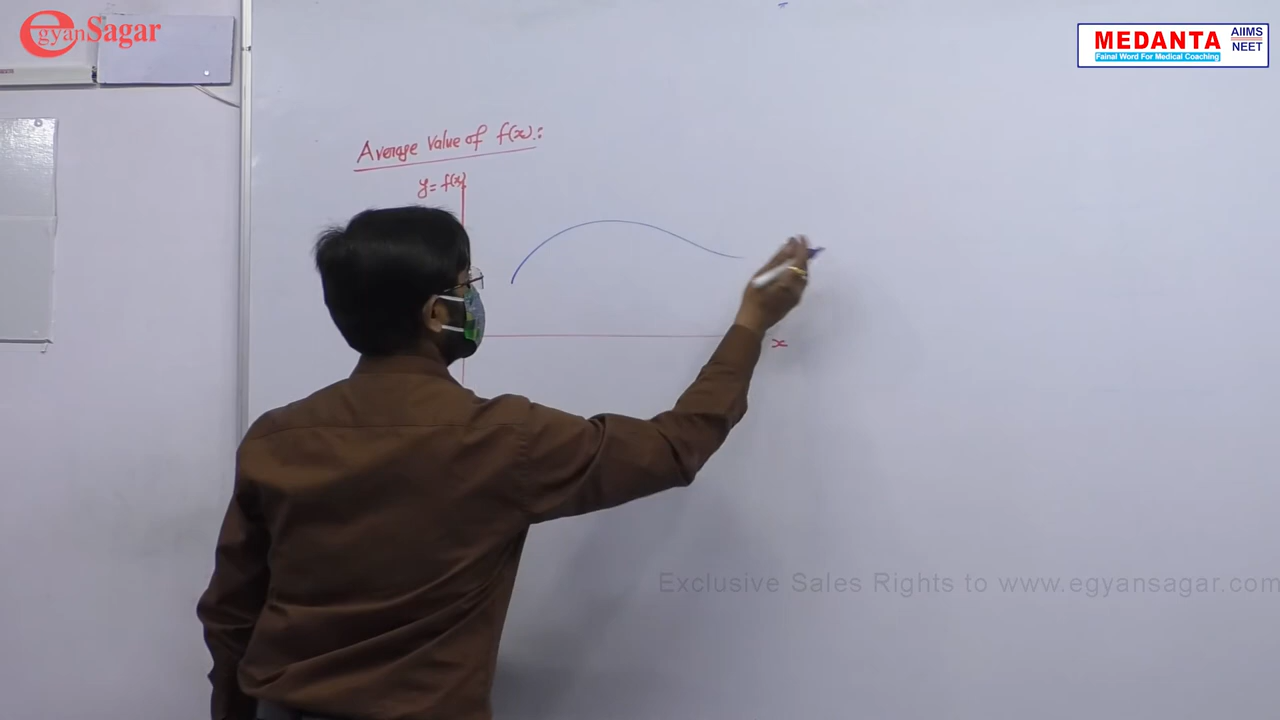 egyanSagar
MEDANTA
AIIMS
NEET
Fainal Word For Medical Coaching
Average Value of f(x):
y = f(x)
x
Exclusive Sales Rights to www.egyansagar.com